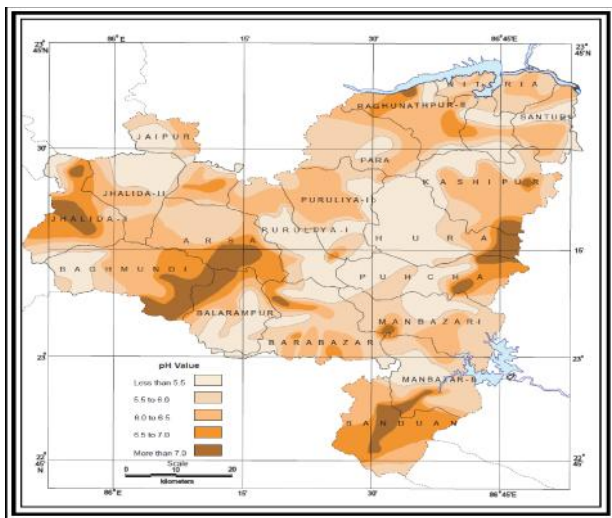 86° E
15'
30'
86° 45' E
23° 45' N
23° 45' N
NITRIA
RAGHUNATHPUR-II
SANTURI
JAIPUR
30'
30'
PARA
KASHIPUR
JHALIDA-II
PURULIYA-II
JHALIDA-I
PURULIYA-I
ARSA
HURA
15'
15'
BAGHMUNDI
PUHCHA
BALARAMPUR
MANBAZARI
BARABAZAR
23°
23°
pH Value
MANBAZAR-II
Less than 5.5
5.5 to 6.0
6.0 to 6.5
6.5 to 7.0
More than 7.0
BANDUAN
Scale
0 10 20
kilometers
22° 45' N
22° 45'
86° E
15'
30'
86° 45' E